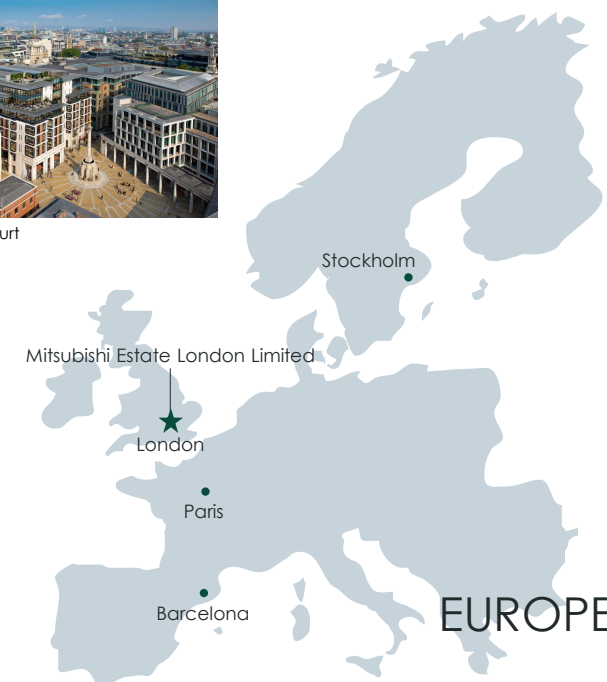 urt
Stockholm
Mitsubishi Estate London Limited
London
Paris
Barcelona
EUROPE